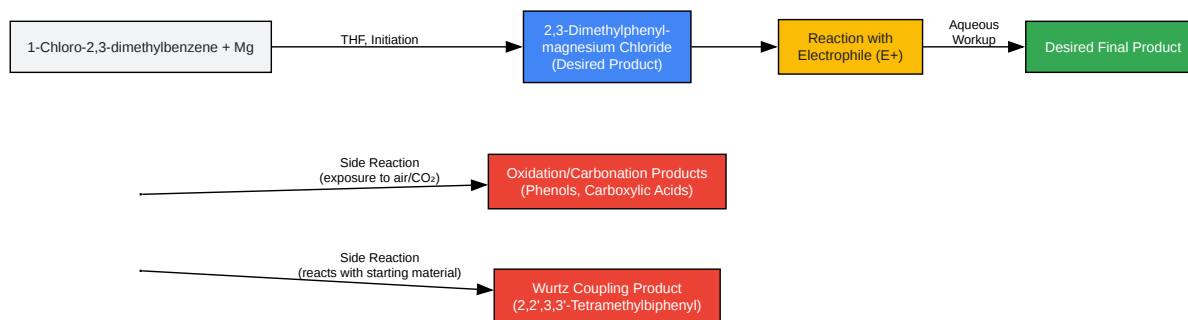 1-Chloro-2,3-dimethylbenzene + Mg
THF, Initiation
2,3-Dimethylphenyl-
magnesium Chloride
(Desired Product)
Reaction with
Electrophile (E+)
Aqueous
Workup
Desired Final Product
Side Reaction
(exposure to air/CO₂)
Oxidation/Carbonation Products
(Phenols, Carboxylic Acids)
Side Reaction
(reacts with starting material)
Wurtz Coupling Product
(2,2',3,3'-Tetramethylbiphenyl)